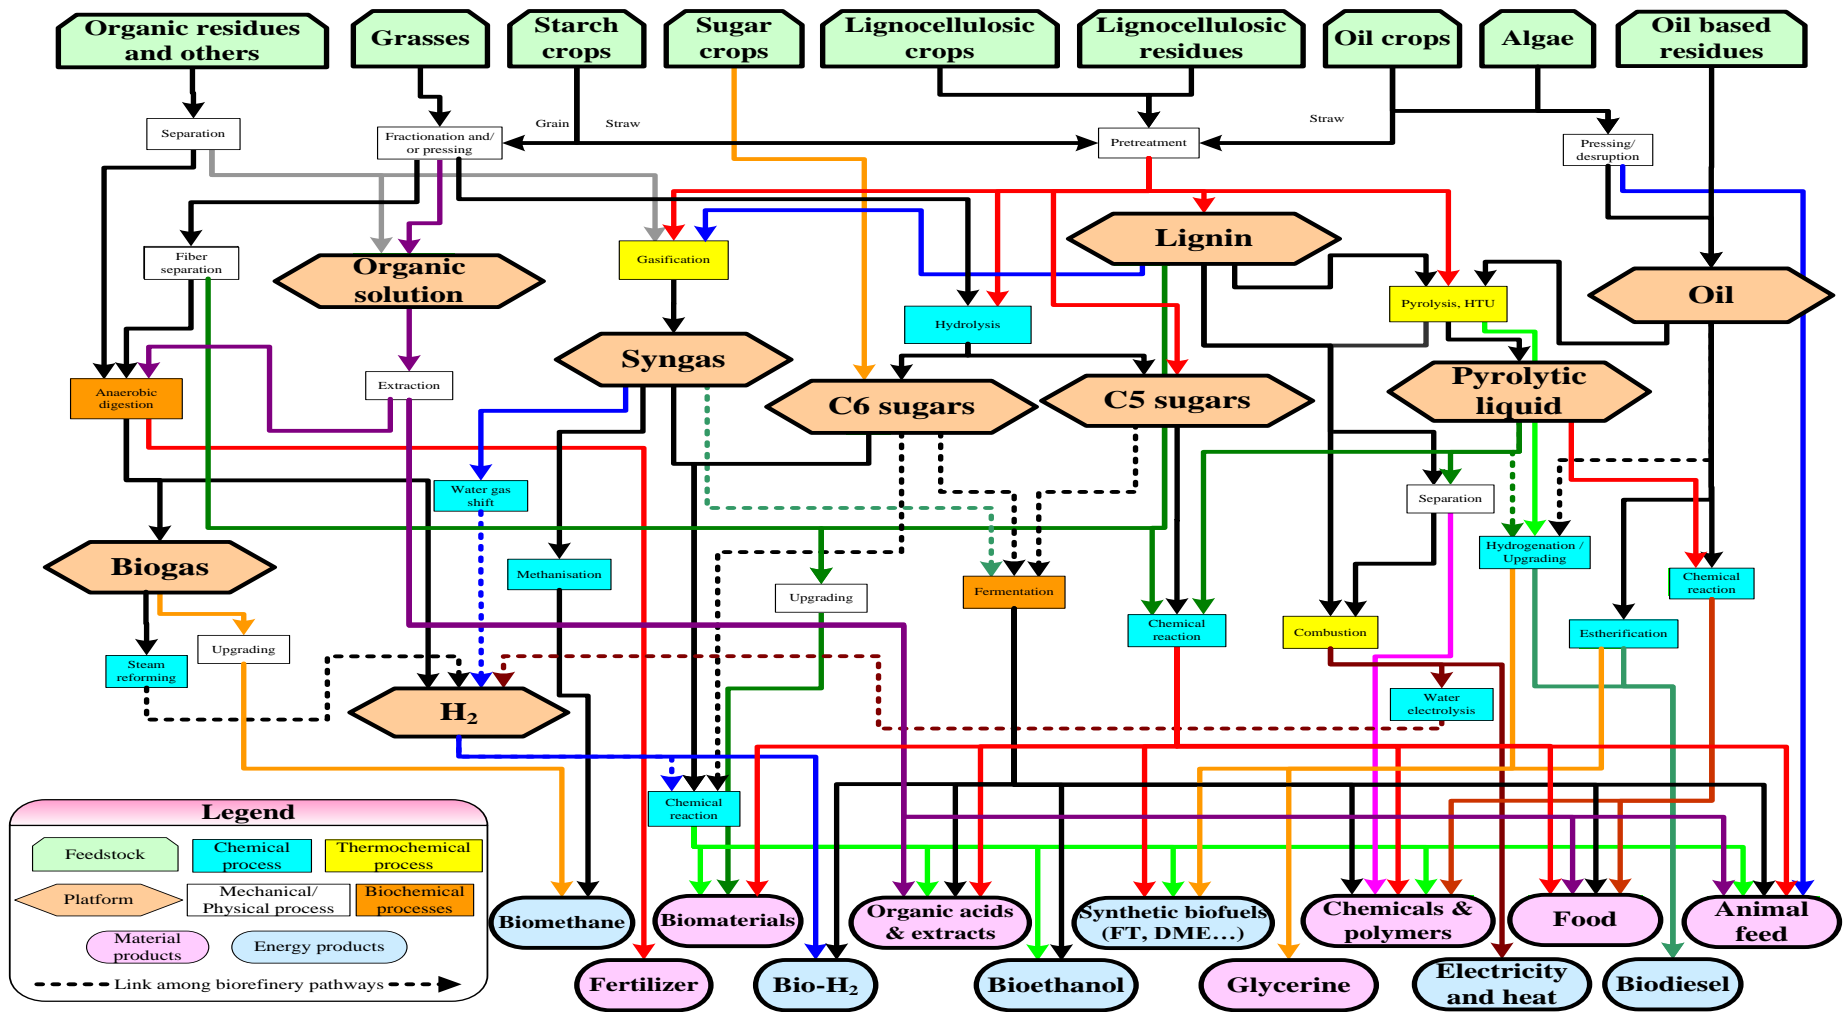 Organic residues
and others
Grasses
Starch
crops
Sugar
crops
Lignocellulosic
crops
Lignocellulosic
residues
Oil crops
Algae
Oil based
residues
Separation
Fractionation and/
or pressing
Grain
Straw
Pretreatment
Straw
Pressing/
desruption
Fiber
separation
Organic
solution
Gasification
Lignin
Pyrolysis, HTU
Oil
Hydrolysis
Syngas
Extraction
Anaerobic
digestion
C6 sugars
C5 sugars
Pyrolytic
liquid
Water gas
shift
Separation
Biogas
Methanisation
Upgrading
Fermentation
Hydrogenation /
Upgrading
Chemical
reaction
Chemical
reaction
Combustion
Estherification
Upgrading
Steam
reforming
H₂
Water
electrolysis
Chemical
reaction
Legend
Feedstock
Chemical
process
Thermochemical
process
Platform
Mechanical/
Physical process
Biochemical
processes
Material
products
Energy products
Link among biorefinery pathways
Biomethane
Biomaterials
Organic acids
& extracts
Synthetic biofuels
(FT, DME...)
Chemicals &
polymers
Food
Animal
feed
Fertilizer
Bio-H₂
Bioethanol
Glycerine
Electricity
and heat
Biodiesel